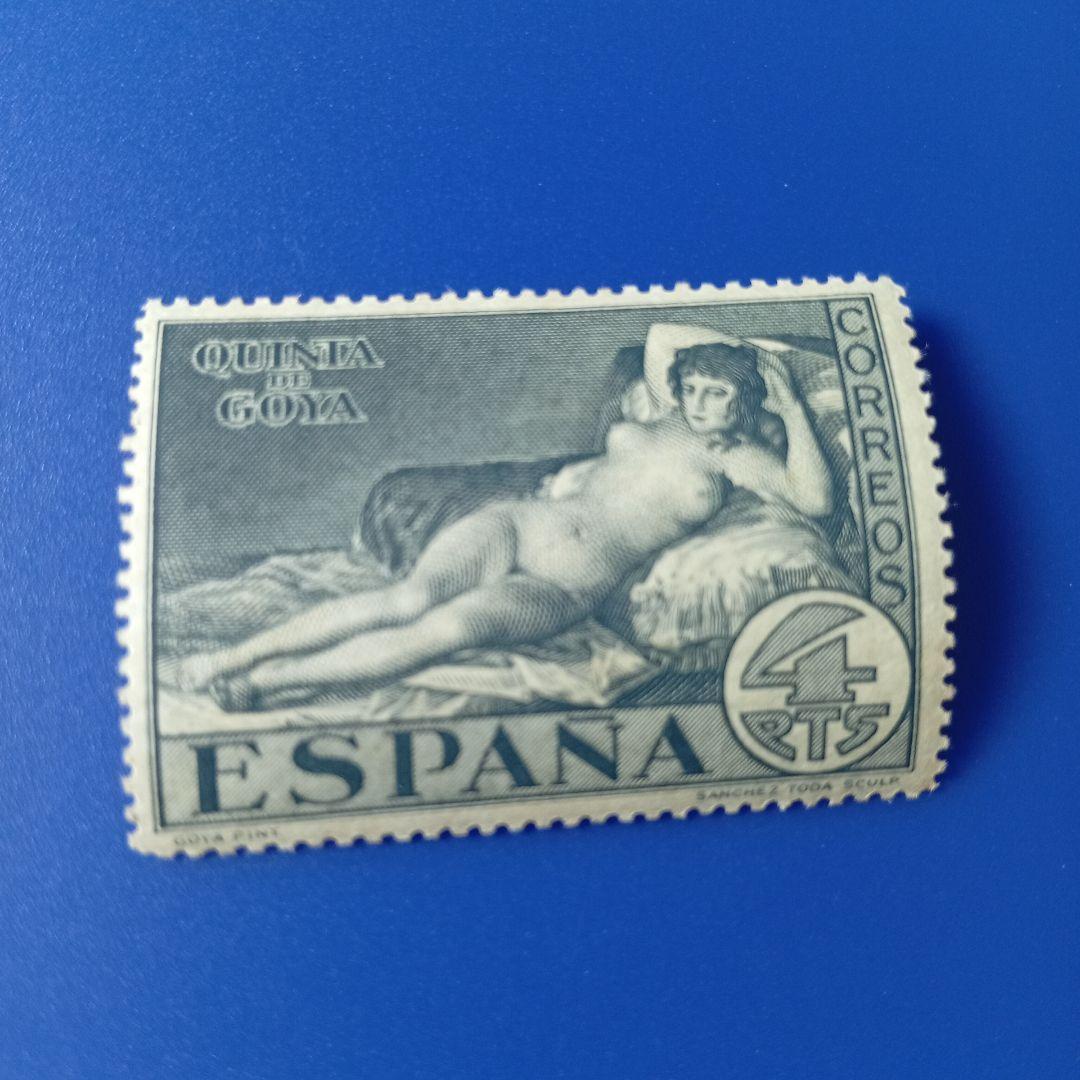 QUINTA
DE
GOYA
CORREOS
4
PTS
ESPAÑA
GOYA PINT.
SANCHEZ TODA SCULP.